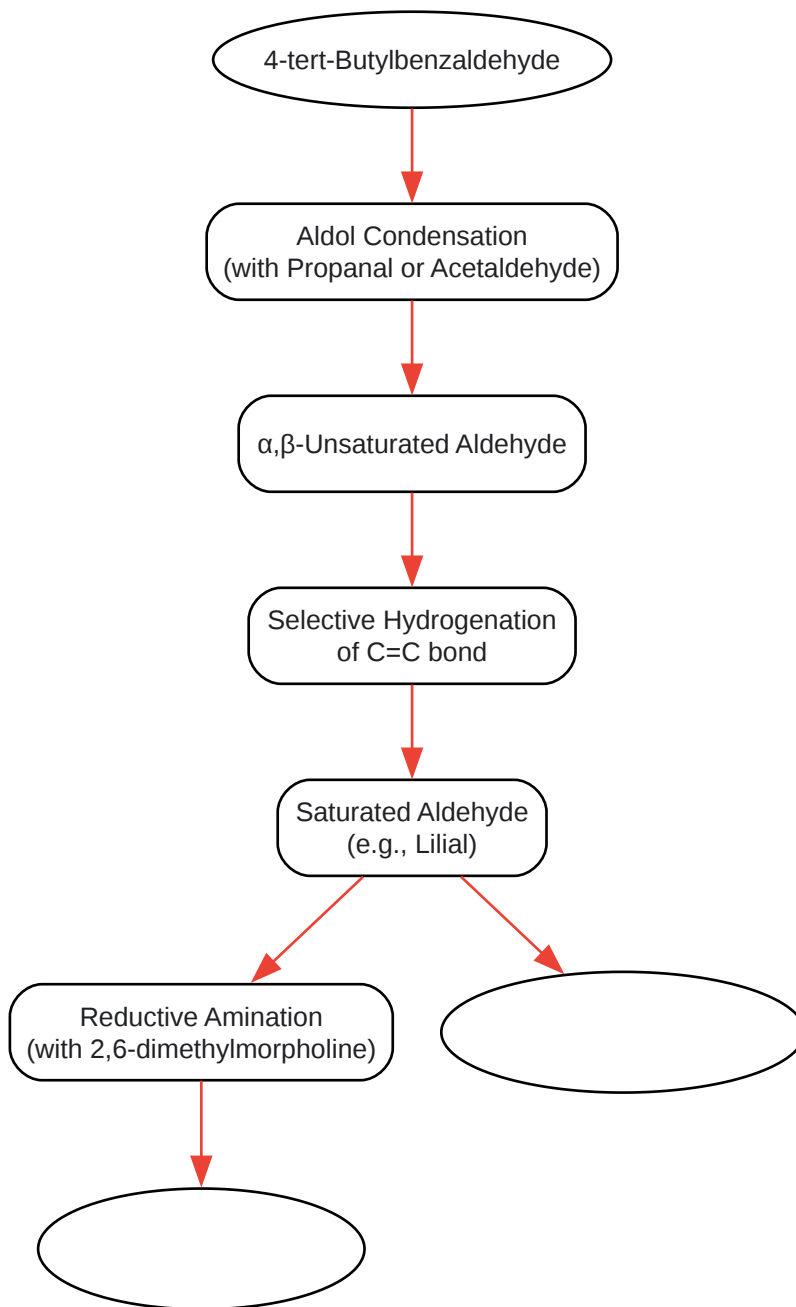 4-tert-Butylbenzaldehyde
Aldol Condensation
(with Propanal or Acetaldehyde)
α,β-Unsaturated Aldehyde
Selective Hydrogenation
of C=C bond
Saturated Aldehyde
(e.g., Lilial)
Reductive Amination
(with 2,6-dimethylmorpholine)